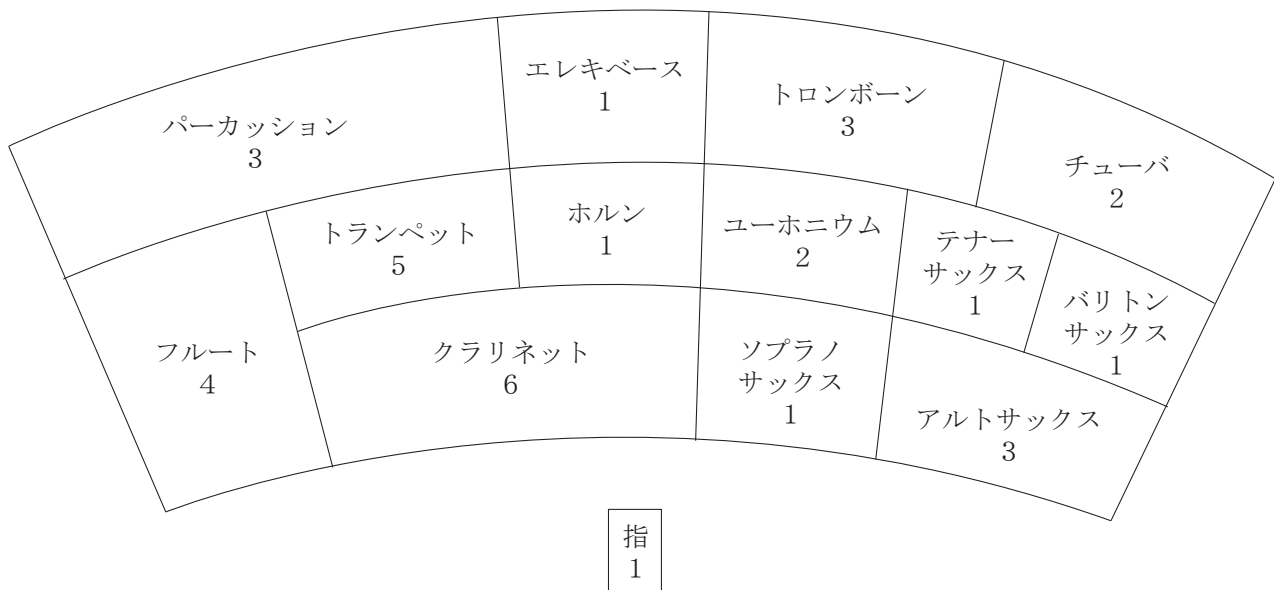 パーカッション
3
エレキベース
1
トロンボーン
3
チューバ
2
フルート
4
トランペット
5
ホルン
1
ユーホニウム
2
テナー
サックス
1
バリトン
サックス
1
クラリネット
6
ソプラノ
サックス
1
アルトサックス
3
指
1